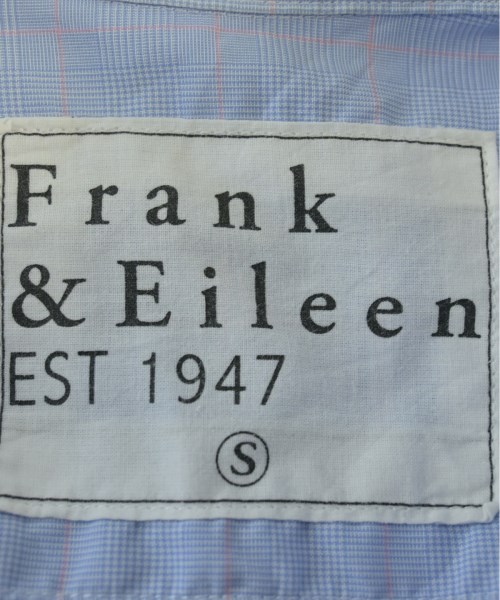 Frank
& Eileen
EST 1947
S